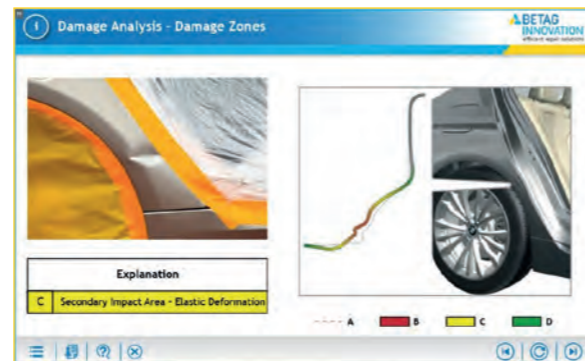 i Damage Analysis - Damage Zones
BETAG
INNOVATION
efficient repair solutions
Explanation
C Secondary Impact Area - Elastic Deformation
A B C D